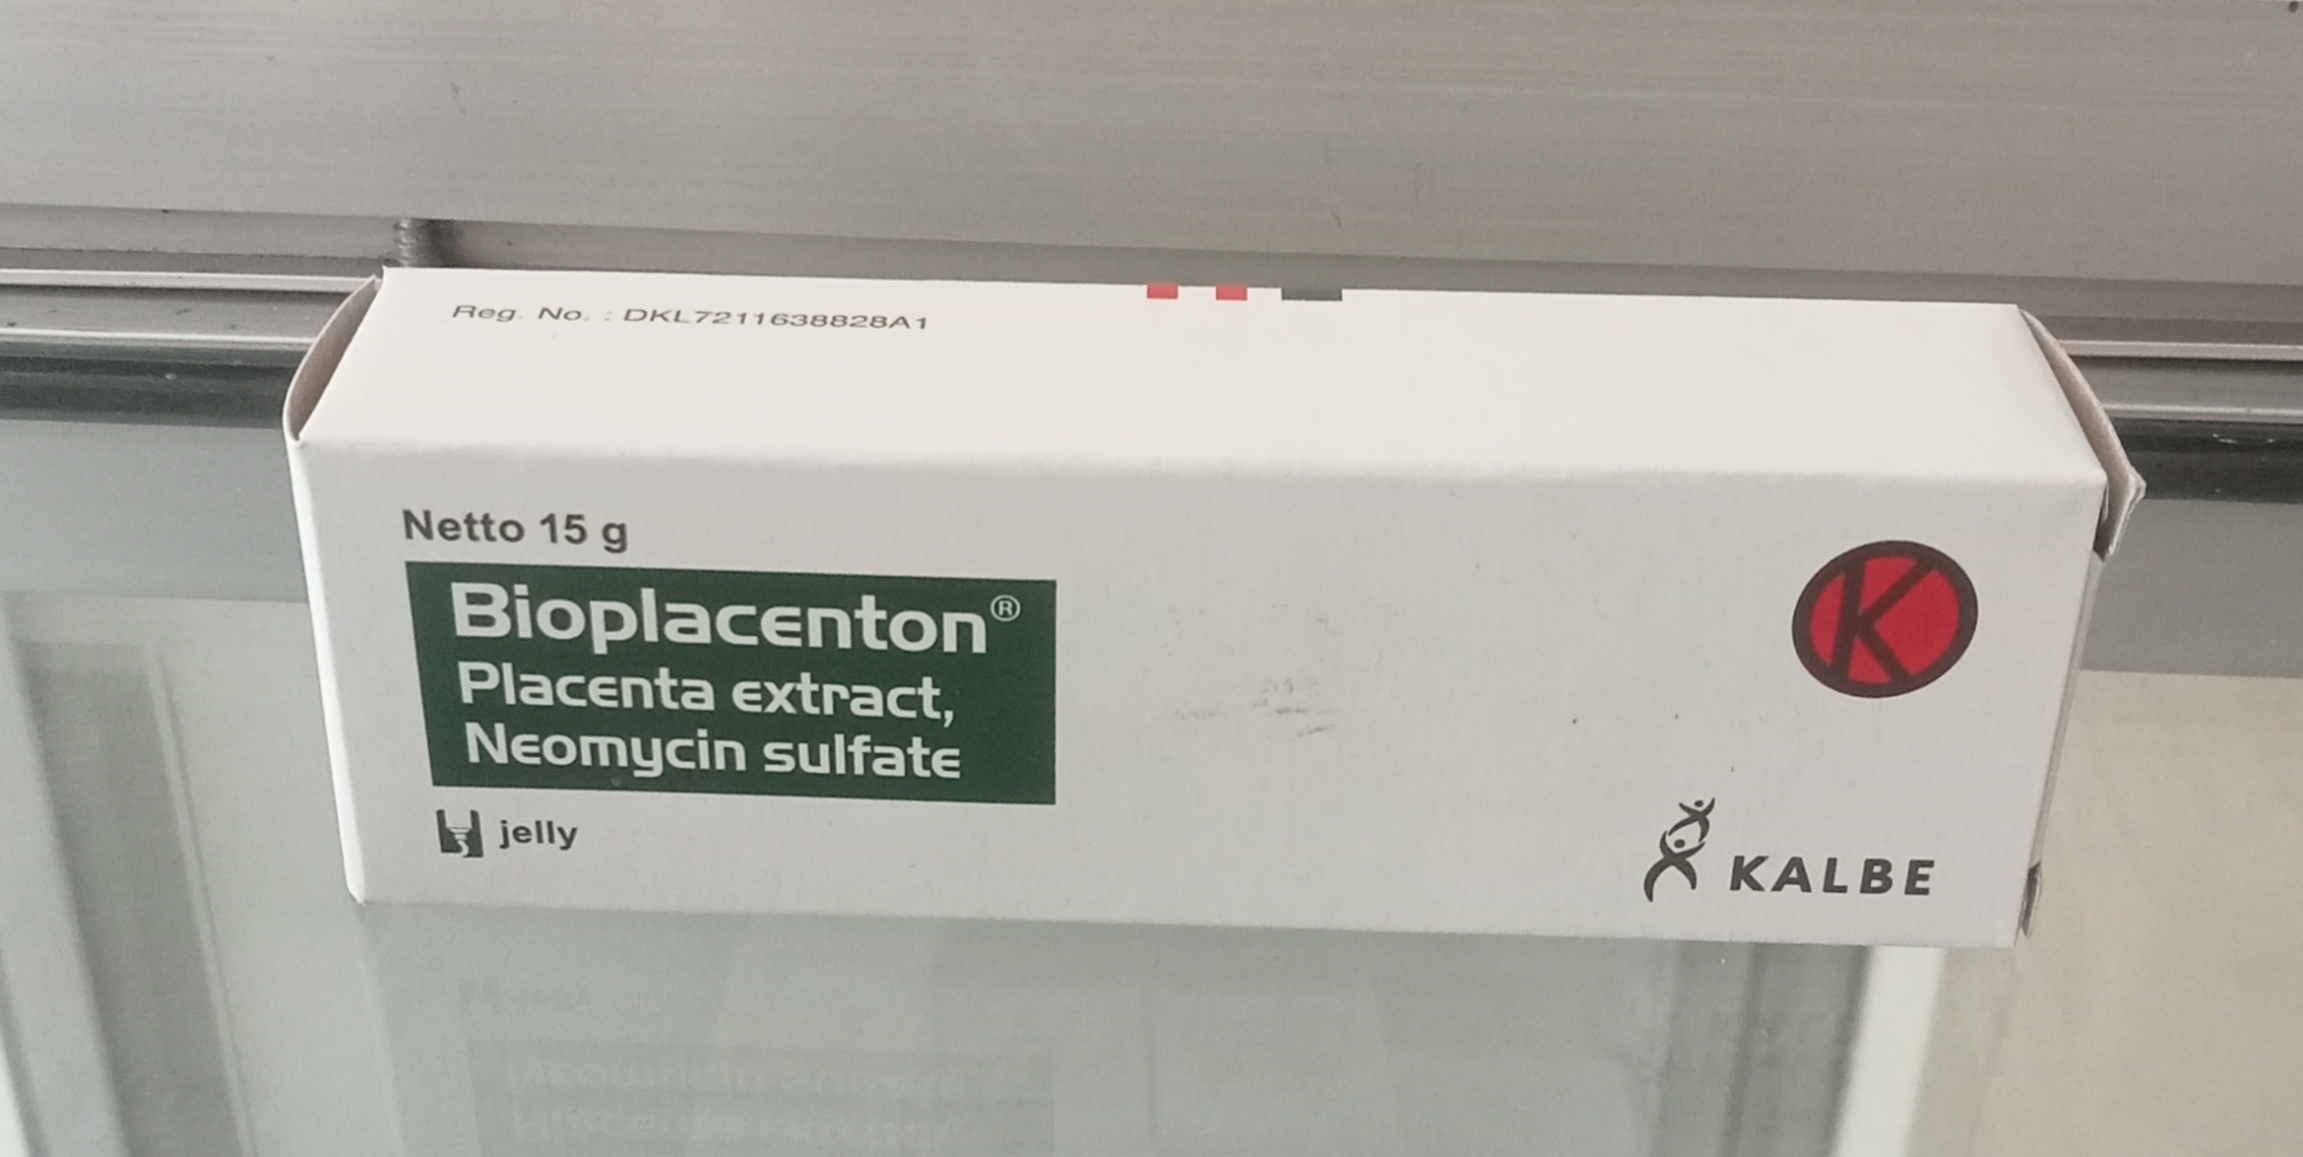 Reg. No. : DKL7211638828A1
Netto 15 g
Bioplacenton®
Placenta extract,
Neomycin sulfate
jelly
K
KALBE